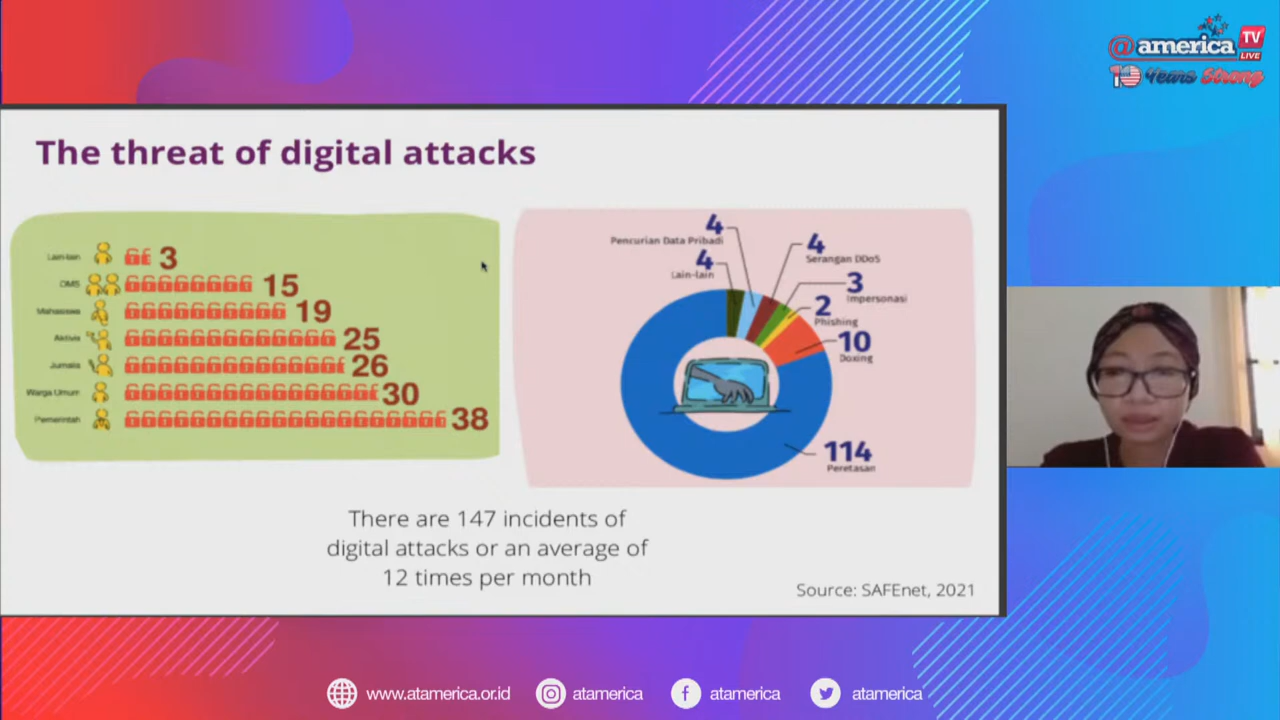 @america TV
LIVE
10 Years Strong
The threat of digital attacks
Lain-lain 3
OMS 15
Mahasiswa 19
Aktivis 25
Jurnalis 26
Warga Umum 30
Pemerintah 38
4
Pencurian Data Pribadi
4
Lain-lain
4
Serangan DDoS
3
Impersonasi
2
Phishing
10
Doxing
114
Peretasan
There are 147 incidents of
digital attacks or an average of
12 times per month
Source: SAFEnet, 2021
www.atamerica.or.id atamerica atamerica atamerica